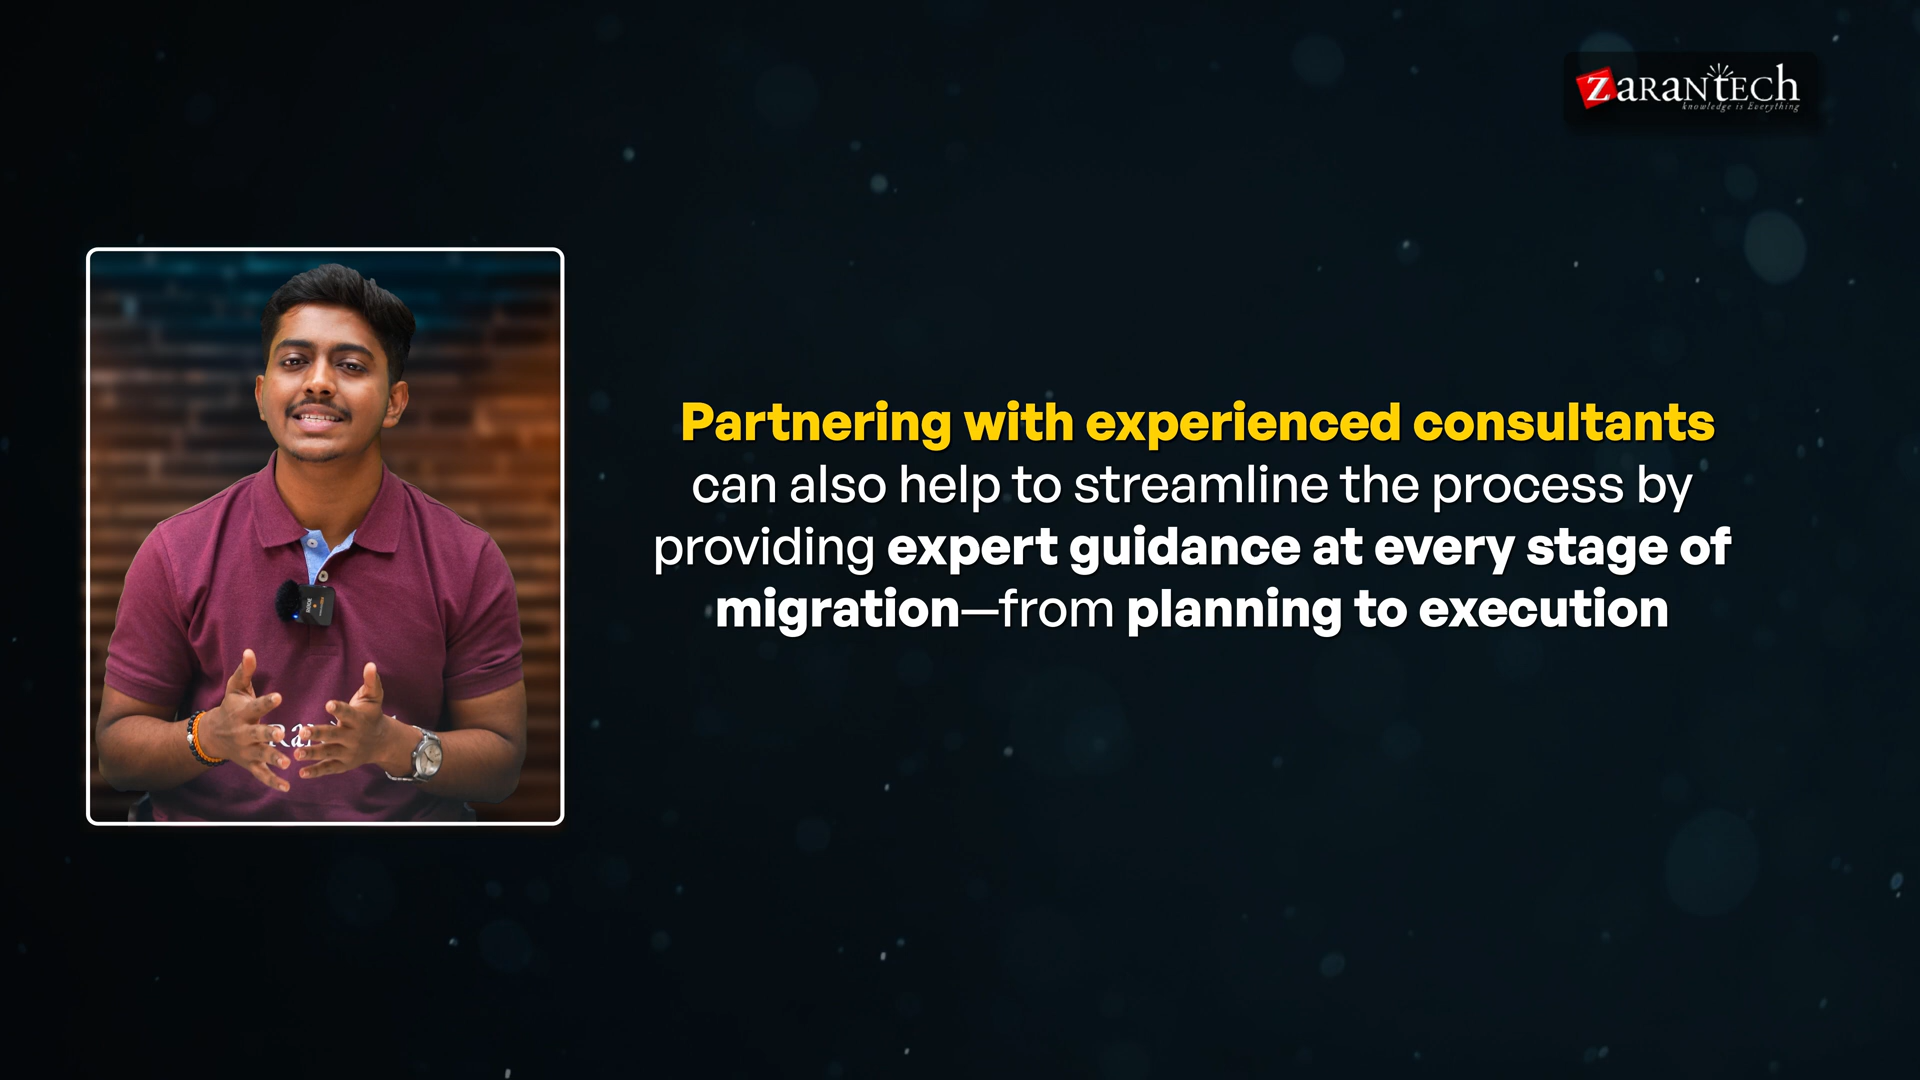 ZARANTECH
knowledge is Everything
Partnering with experienced consultants
can also help to streamline the process by
providing expert guidance at every stage of
migration—from planning to execution